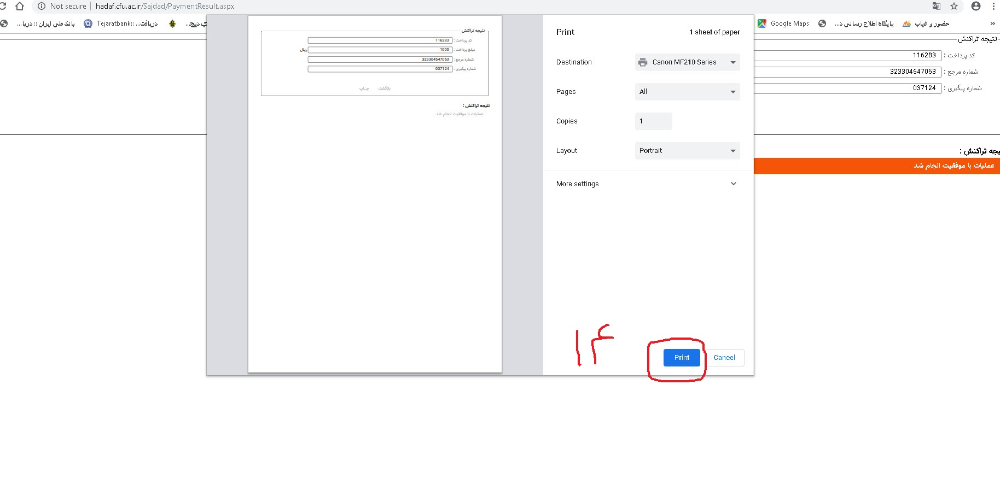 Not secure | hadaf.cfu.ac.ir/Sajdad/PaymentResult.aspx
بانک ملی ایران :: دریا...
Tejaratbank::... دریافت
ي دیج...
Google Maps
پایگاه اطلاع رسانی د...
حضور و غیاب
»
نتیجه تراکنش
کد پرداخت : 116283
مبلغ پرداخت : 1000 ریال
شماره مرجع : 323304547053
شماره پیگیری : 037124
بازگشت چــاپ
نتیجه تراکنش :
عملیات با موفقیت انجام شد
Print 1 sheet of paper
Destination Canon MF210 Series
Pages All
Copies 1
Layout Portrait
More settings
۱۴
Print Cancel
نتیجه تراکنش
کد پرداخت : 116283
شماره مرجع : 323304547053
شماره پیگیری : 037124
یجه تراکنش :
عملیات با موفقیت انجام شد